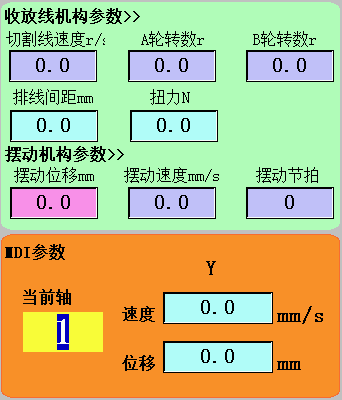 收放线机构参数>>
切割线速度r/s A轮转数r B轮转数r
0.0 0.0 0.0
排线间距mm 扭力N
0.0 0.0
摆动机构参数>>
摆动位移mm 摆动速度mm/s 摆动节拍
0.0 0.0 0
MDI参数
Y
当前轴
速度 0.0 mm/s
位移 0.0 mm